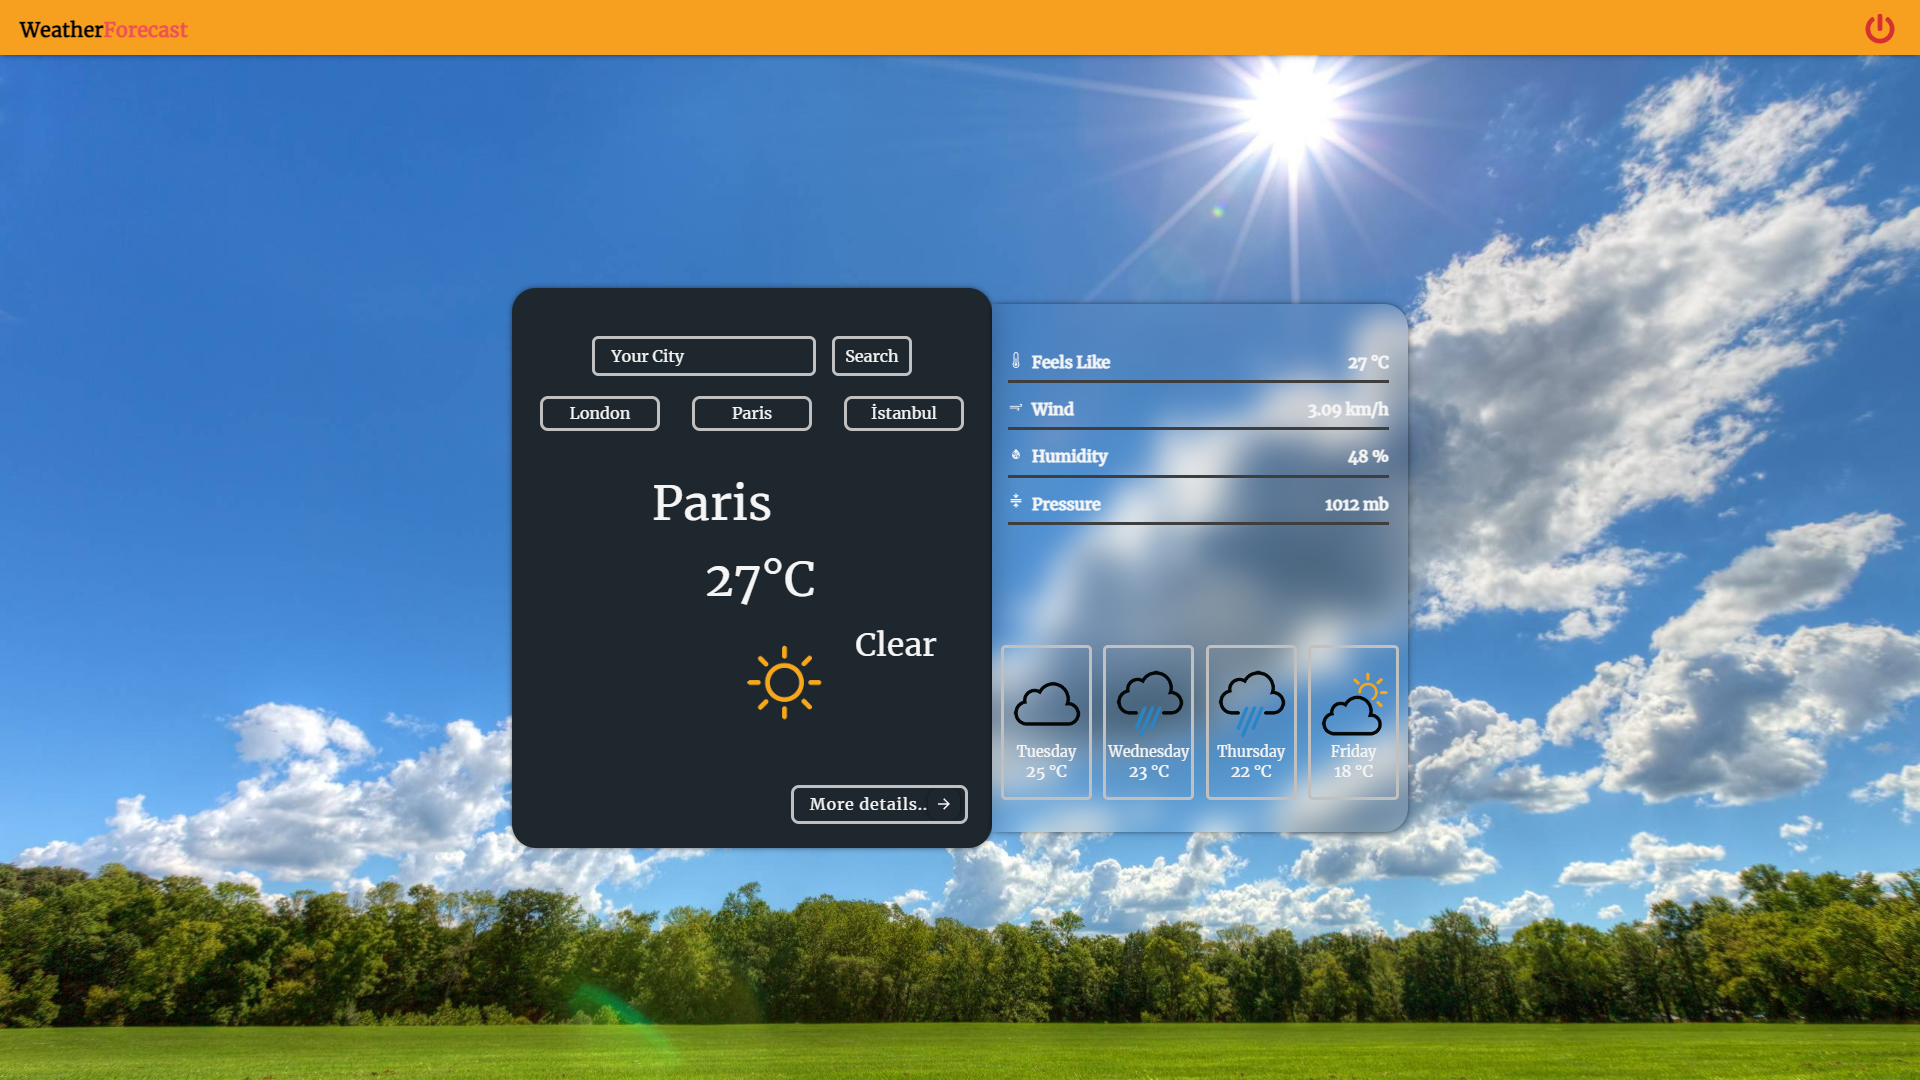 WeatherForecast
Your City
Search
London
Paris
İstanbul
Paris
27°C
Clear
More details..
Feels Like
27 °C
Wind
3.09 km/h
Humidity
48 %
Pressure
1012 mb
Tuesday
25 °C
Wednesday
23 °C
Thursday
22 °C
Friday
18 °C